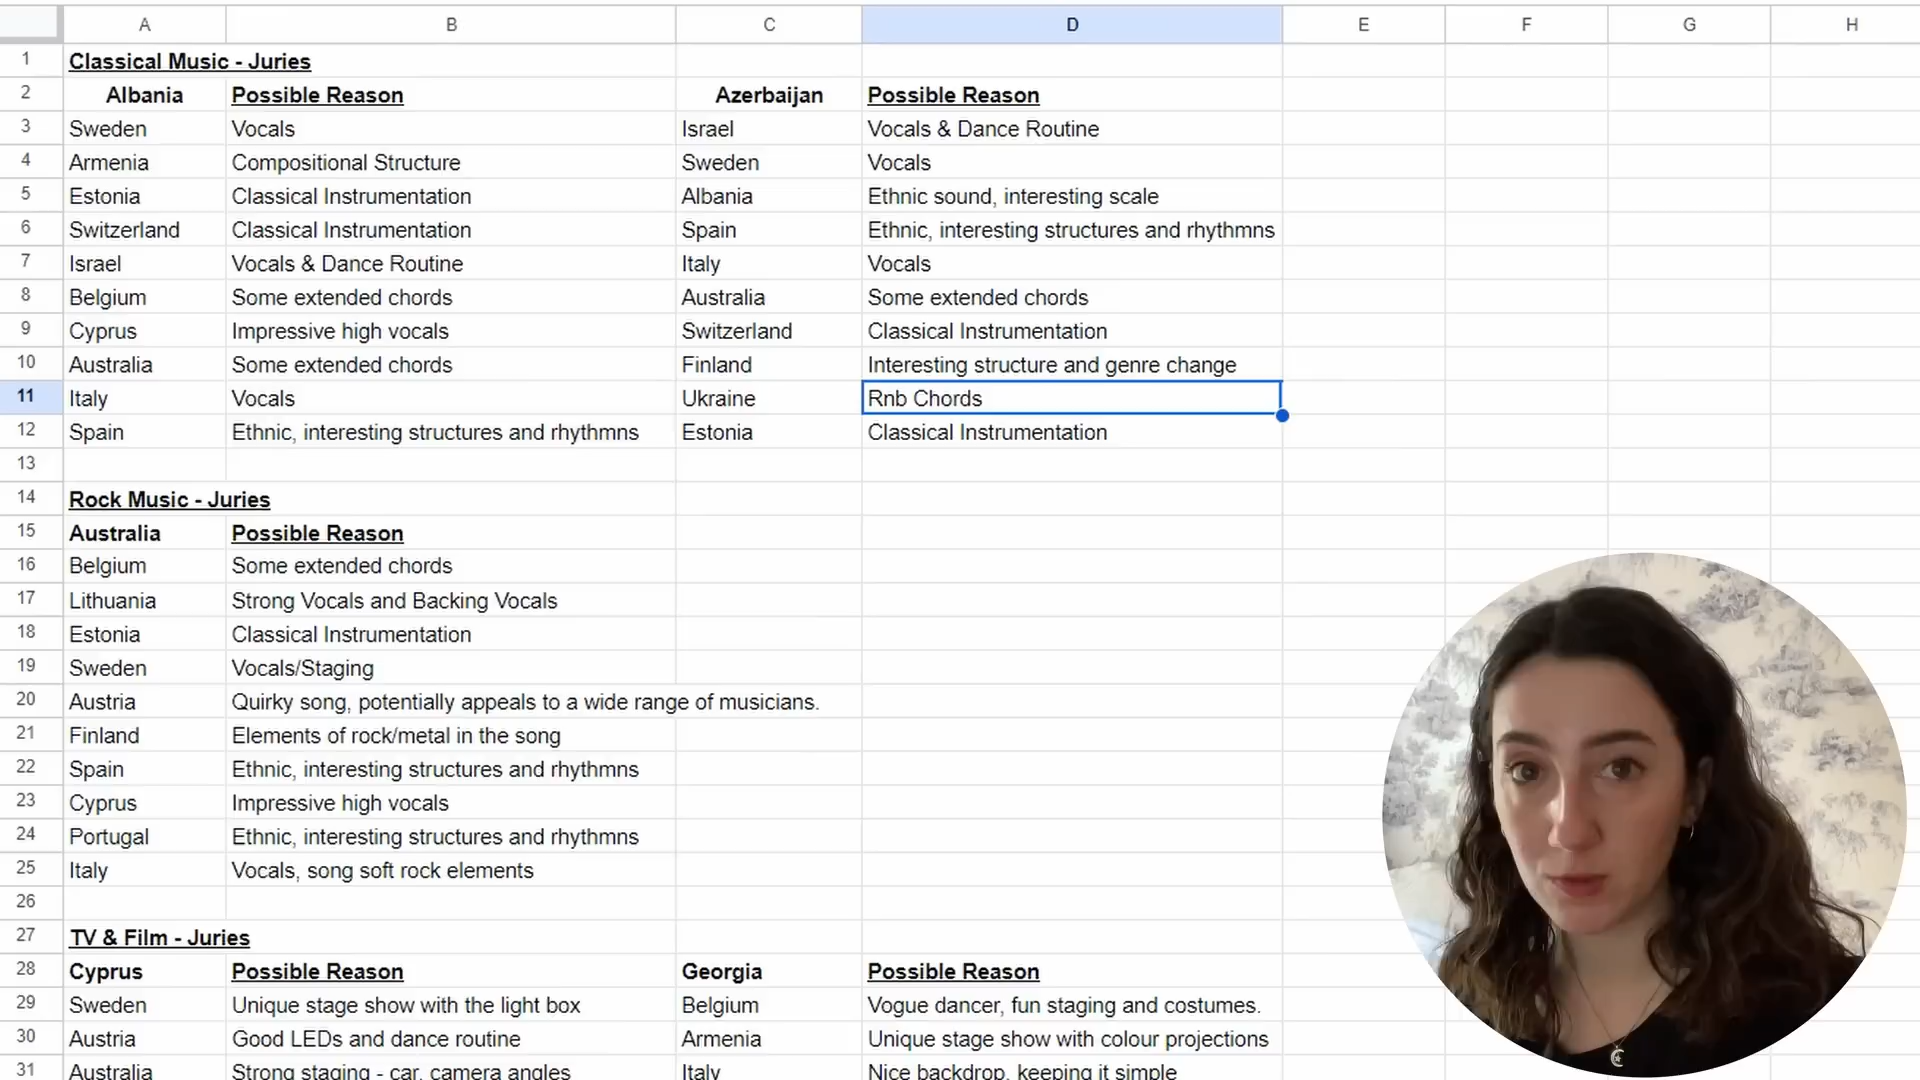 A B C D E F G H
1 Classical Music - Juries
2 Albania Possible Reason Azerbaijan Possible Reason
3 Sweden Vocals Israel Vocals & Dance Routine
4 Armenia Compositional Structure Sweden Vocals
5 Estonia Classical Instrumentation Albania Ethnic sound, interesting scale
6 Switzerland Classical Instrumentation Spain Ethnic, interesting structures and rhythmns
7 Israel Vocals & Dance Routine Italy Vocals
8 Belgium Some extended chords Australia Some extended chords
9 Cyprus Impressive high vocals Switzerland Classical Instrumentation
10 Australia Some extended chords Finland Interesting structure and genre change
11 Italy Vocals Ukraine Rnb Chords
12 Spain Ethnic, interesting structures and rhythmns Estonia Classical Instrumentation
13
14 Rock Music - Juries
15 Australia Possible Reason
16 Belgium Some extended chords
17 Lithuania Strong Vocals and Backing Vocals
18 Estonia Classical Instrumentation
19 Sweden Vocals/Staging
20 Austria Quirky song, potentially appeals to a wide range of musicians.
21 Finland Elements of rock/metal in the song
22 Spain Ethnic, interesting structures and rhythmns
23 Cyprus Impressive high vocals
24 Portugal Ethnic, interesting structures and rhythmns
25 Italy Vocals, song soft rock elements
26
27 TV & Film - Juries
28 Cyprus Possible Reason Georgia Possible Reason
29 Sweden Unique stage show with the light box Belgium Vogue dancer, fun staging and costumes.
30 Austria Good LEDs and dance routine Armenia Unique stage show with colour projections
31 Australia Strong staging - car, camera angles Italy Nice backdrop, keeping it simple